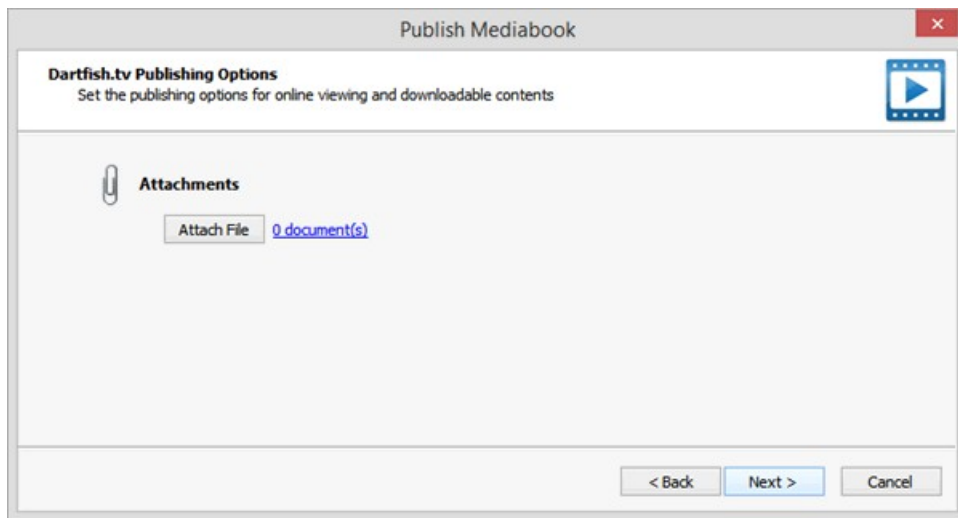 Publish Mediabook
Dartfish.tv Publishing Options
Set the publishing options for online viewing and downloadable contents
Attachments
Attach File 0 document(s)
< Back Next > Cancel